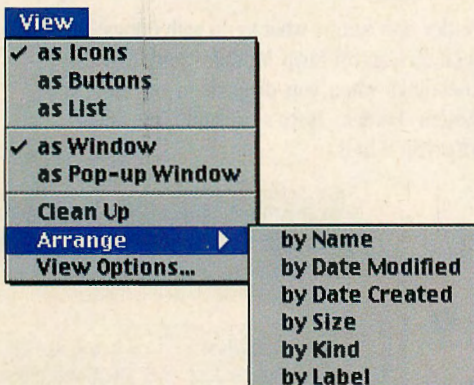 View
✓ as Icons
as Buttons
as List
✓ as Window
as Pop-up Window
Clean Up
Arrange ▶
View Options...
by Name
by Date Modified
by Date Created
by Size
by Kind
by Label